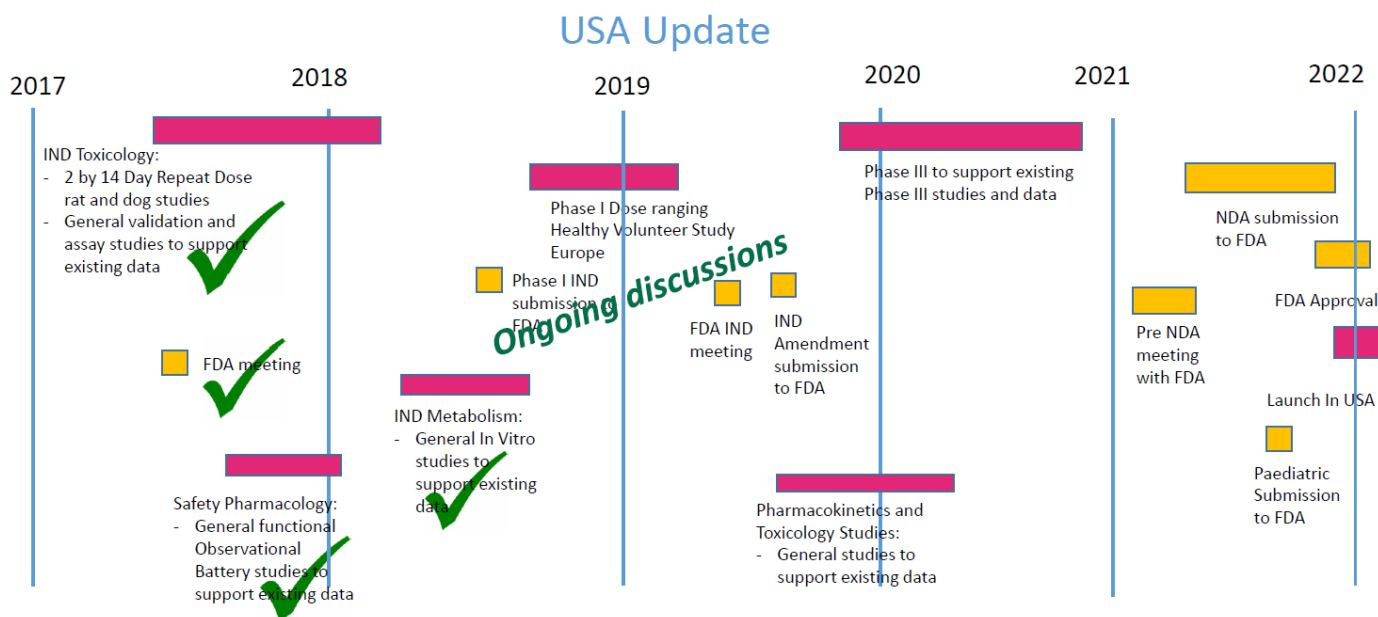 USA Update
2017
2018
2019
2020
2021
2022
IND Toxicology:
- 2 by 14 Day Repeat Dose
rat and dog studies
- General validation and
assay studies to support
existing data
FDA meeting
Safety Pharmacology:
- General functional
Observational
Battery studies to
support existing data
IND Metabolism:
- General In Vitro
studies to
support existing
data
Phase I Dose ranging
Healthy Volunteer Study
Europe
Phase I IND
submission to
FDA
Ongoing discussions
FDA IND
meeting
IND
Amendment
submission
to FDA
Phase III to support existing
Phase III studies and data
Pharmacokinetics and
Toxicology Studies:
- General studies to
support existing data
NDA submission
to FDA
FDA Approval
Pre NDA
meeting
with FDA
Launch In USA
Paediatric
Submission
to FDA